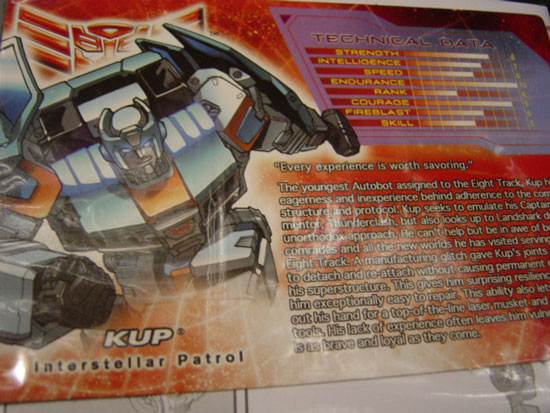 TM
TECHNICAL DATA
STRENGTH
INTELLIGENCE
SPEED
ENDURANCE
RANK
COURAGE
FIREBLAST
SKILL
"Every experience is worth savoring."
The youngest Autobot assigned to the Eight Track, Kup
eagerness and inexperience behind adherence to the
structure and protocol. Kup seeks to emulate his Captain
mentor, Thunderclash, but also looks up to Landshark
unorthodox approach. He can't help but be in awe of
comrades and all the new worlds he has visited
Eight Track. A manufacturing glitch gave Kup's joints
to detach and re-attach without causing permanent
his superstructure. This gives him surprising
him exceptionally easy to repair. This ability also
out his hand for a top-of-the-line laser musket and
tools. His lack of experience often leaves him
is as brave and loyal as they come.
KUP ®
Interstellar Patrol